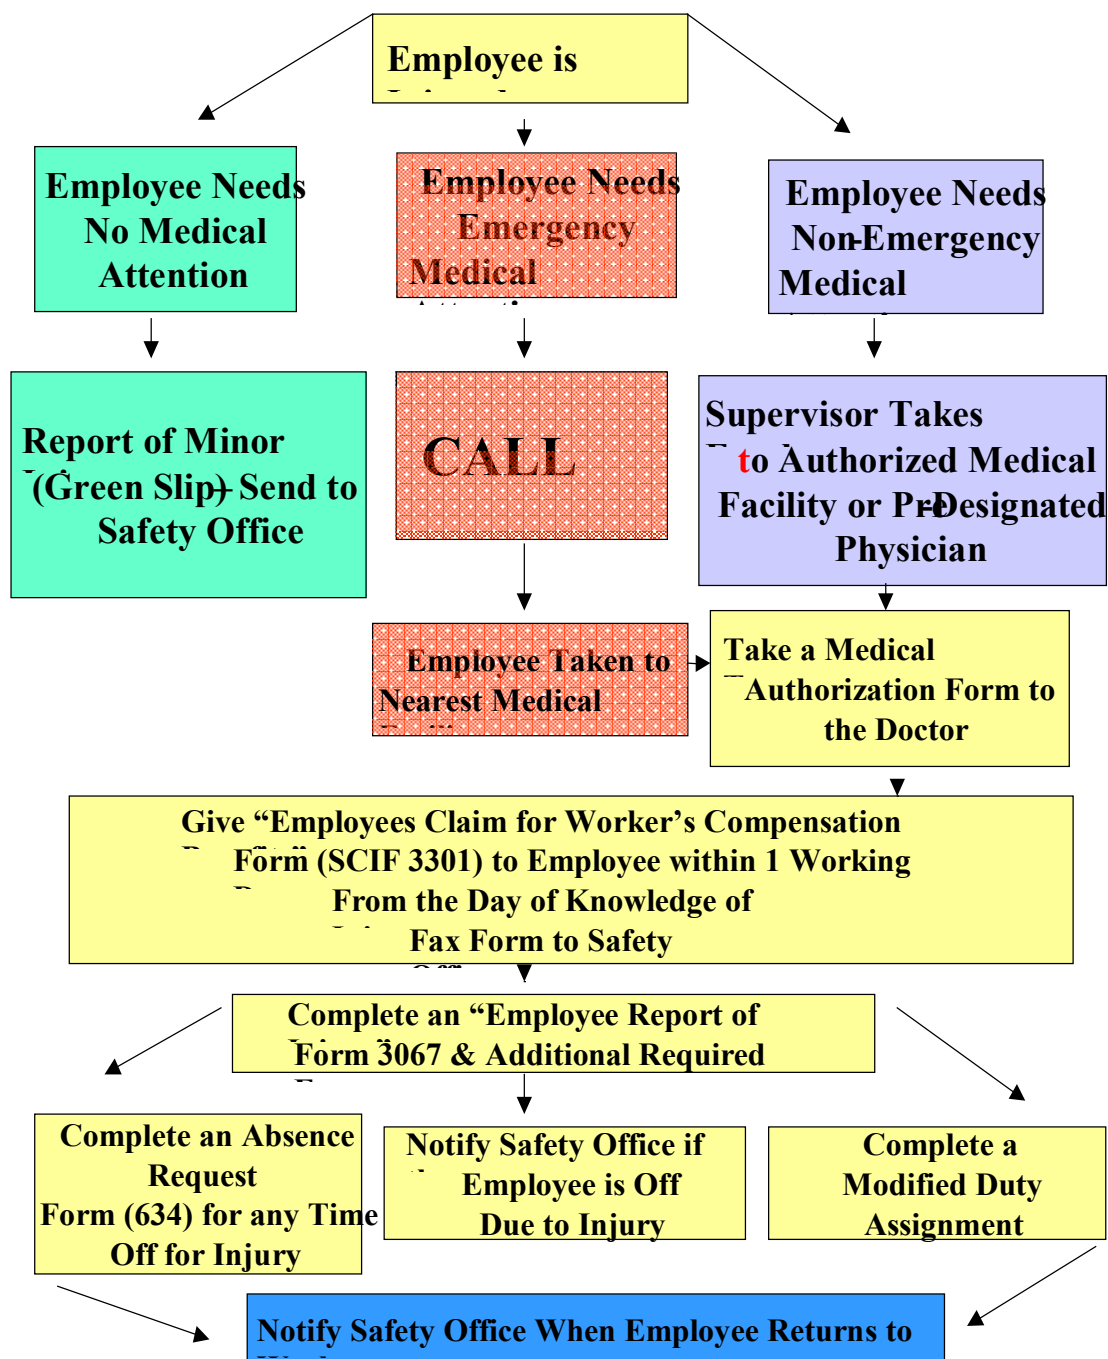 Employee is
Employee Needs
No Medical
Attention
Employee Needs
Emergency
Medical
Employee Needs
Non-Emergency
Medical
Report of Minor
(Green Slip) – Send to
Safety Office
CALL
Supervisor Takes
to Authorized Medical
Facility or Pre-Designated
Physician
Employee Taken to
Nearest Medical
Take a Medical
Authorization Form to
the Doctor
Give “Employees Claim for Worker’s Compensation
Form (SCIF 3301) to Employee within 1 Working
From the Day of Knowledge of
Fax Form to Safety
Complete an “Employee Report of
Form 3067 & Additional Required
Complete an Absence
Request
Form (634) for any Time
Off for Injury
Notify Safety Office if
Employee is Off
Due to Injury
Complete a
Modified Duty
Assignment
Notify Safety Office When Employee Returns to